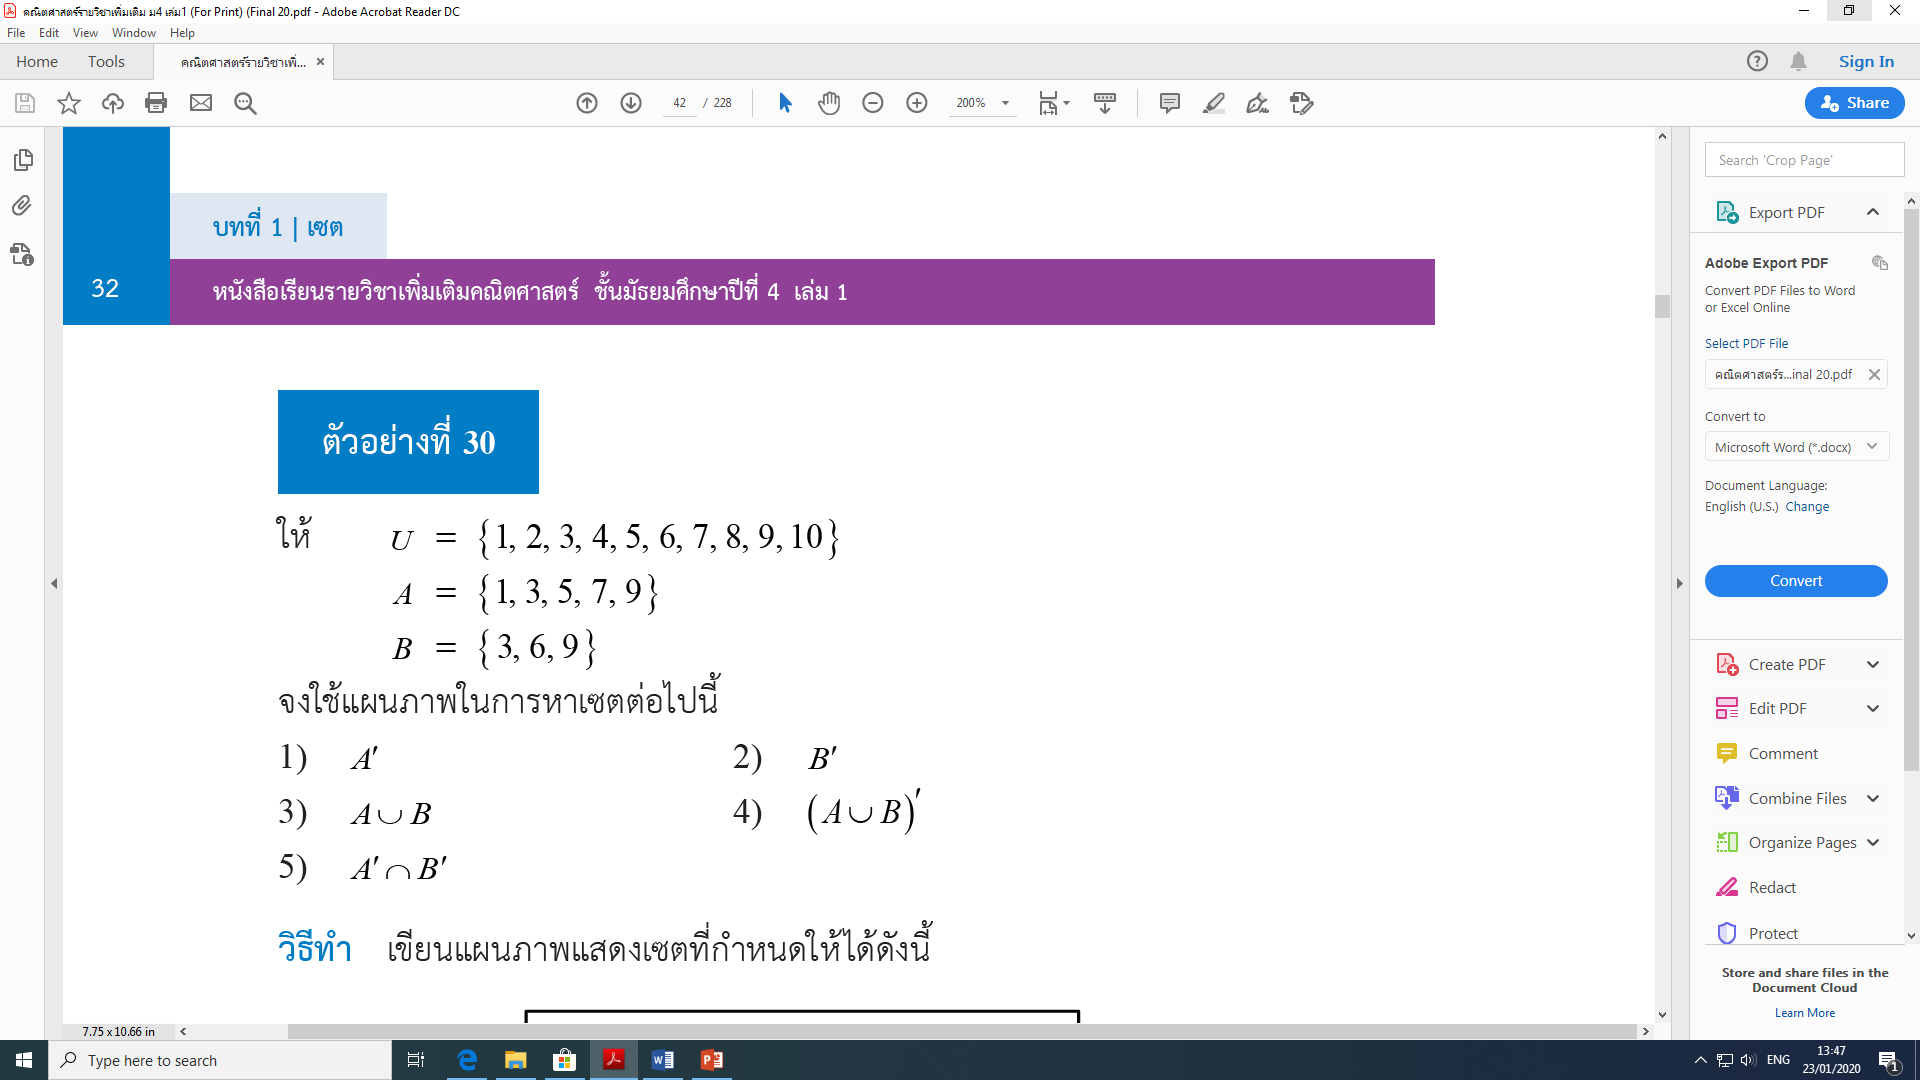 คณิตศาสตร์รายวิชาเพิ่มเติม ม4 เล่ม1 (For Print) (Final 20.pdf - Adobe Acrobat Reader DC
File Edit View Window Help
Home Tools คณิตศาสตร์รายวิชาเพิ่... Sign In
42 / 228 200% Share
บทที่ 1 | เซต
32 หนังสือเรียนรายวิชาเพิ่มเติมคณิตศาสตร์ ชั้นมัธยมศึกษาปีที่ 4 เล่ม 1
ตัวอย่างที่ 30
ให้ U = {1, 2, 3, 4, 5, 6, 7, 8, 9, 10}
A = {1, 3, 5, 7, 9}
B = {3, 6, 9}
จงใช้แผนภาพในการหาเซตต่อไปนี้
1) A′ 2) B′
3) A ∪ B 4) (A ∪ B)′
5) A′ ∩ B′
วิธีทำ เขียนแผนภาพแสดงเซตที่กำหนดให้ได้ดังนี้
7.75 x 10.66 in
Search 'Crop Page'
Export PDF
Adobe Export PDF
Convert PDF Files to Word
or Excel Online
Select PDF File
คณิตศาสตร์ร...inal 20.pdf
Convert to
Microsoft Word (*.docx)
Document Language:
English (U.S.) Change
Convert
Create PDF
Edit PDF
Comment
Combine Files
Organize Pages
Redact
Protect
Store and share files in the
Document Cloud
Learn More
Type here to search
ENG
13:47
23/01/2020
1